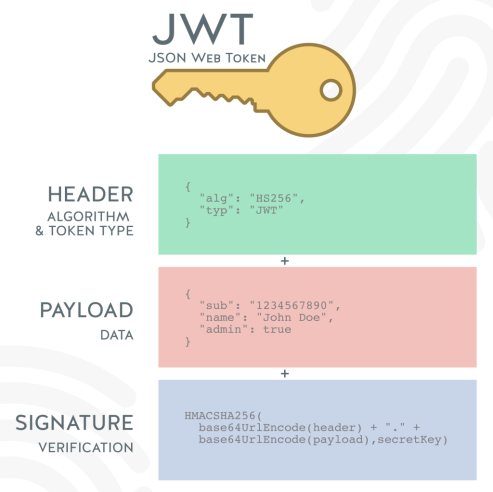 JWT
JSON WEB TOKEN
HEADER
ALGORITHM
& TOKEN TYPE
{
"alg": "HS256",
"typ": "JWT"
}
+
PAYLOAD
DATA
{
"sub": "1234567890",
"name": "John Doe",
"admin": true
}
+
SIGNATURE
VERIFICATION
HMACSHA256(
base64UrlEncode(header) + "." +
base64UrlEncode(payload),secretKey)